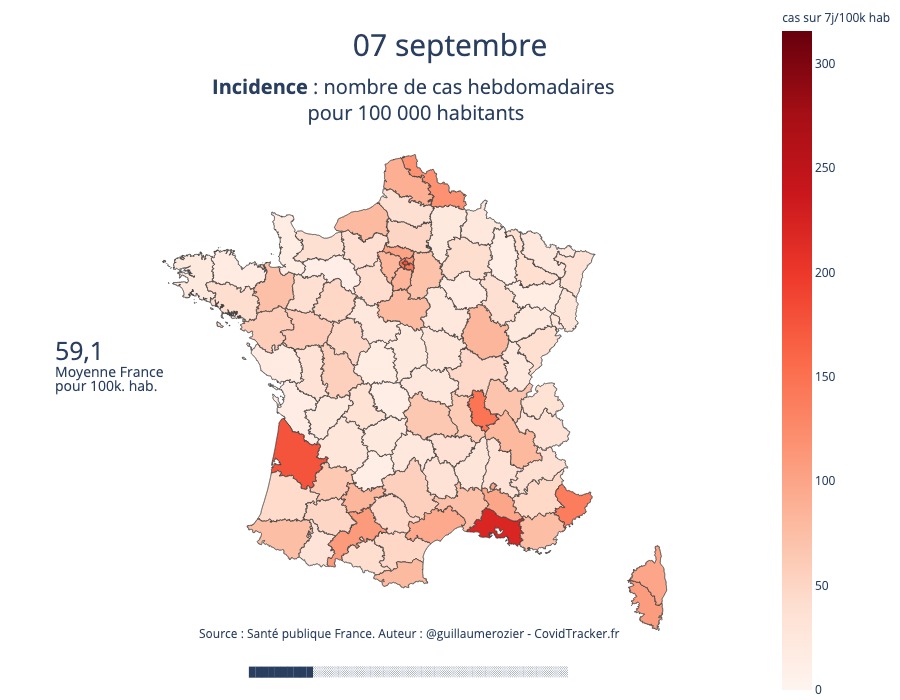 cas sur 7j/100k hab
07 septembre
Incidence : nombre de cas hebdomadaires
pour 100 000 habitants
300
250
200
150
100
50
0
59,1
Moyenne France
pour 100k. hab.
Source : Santé publique France. Auteur : @guillaumerozier - CovidTracker.fr